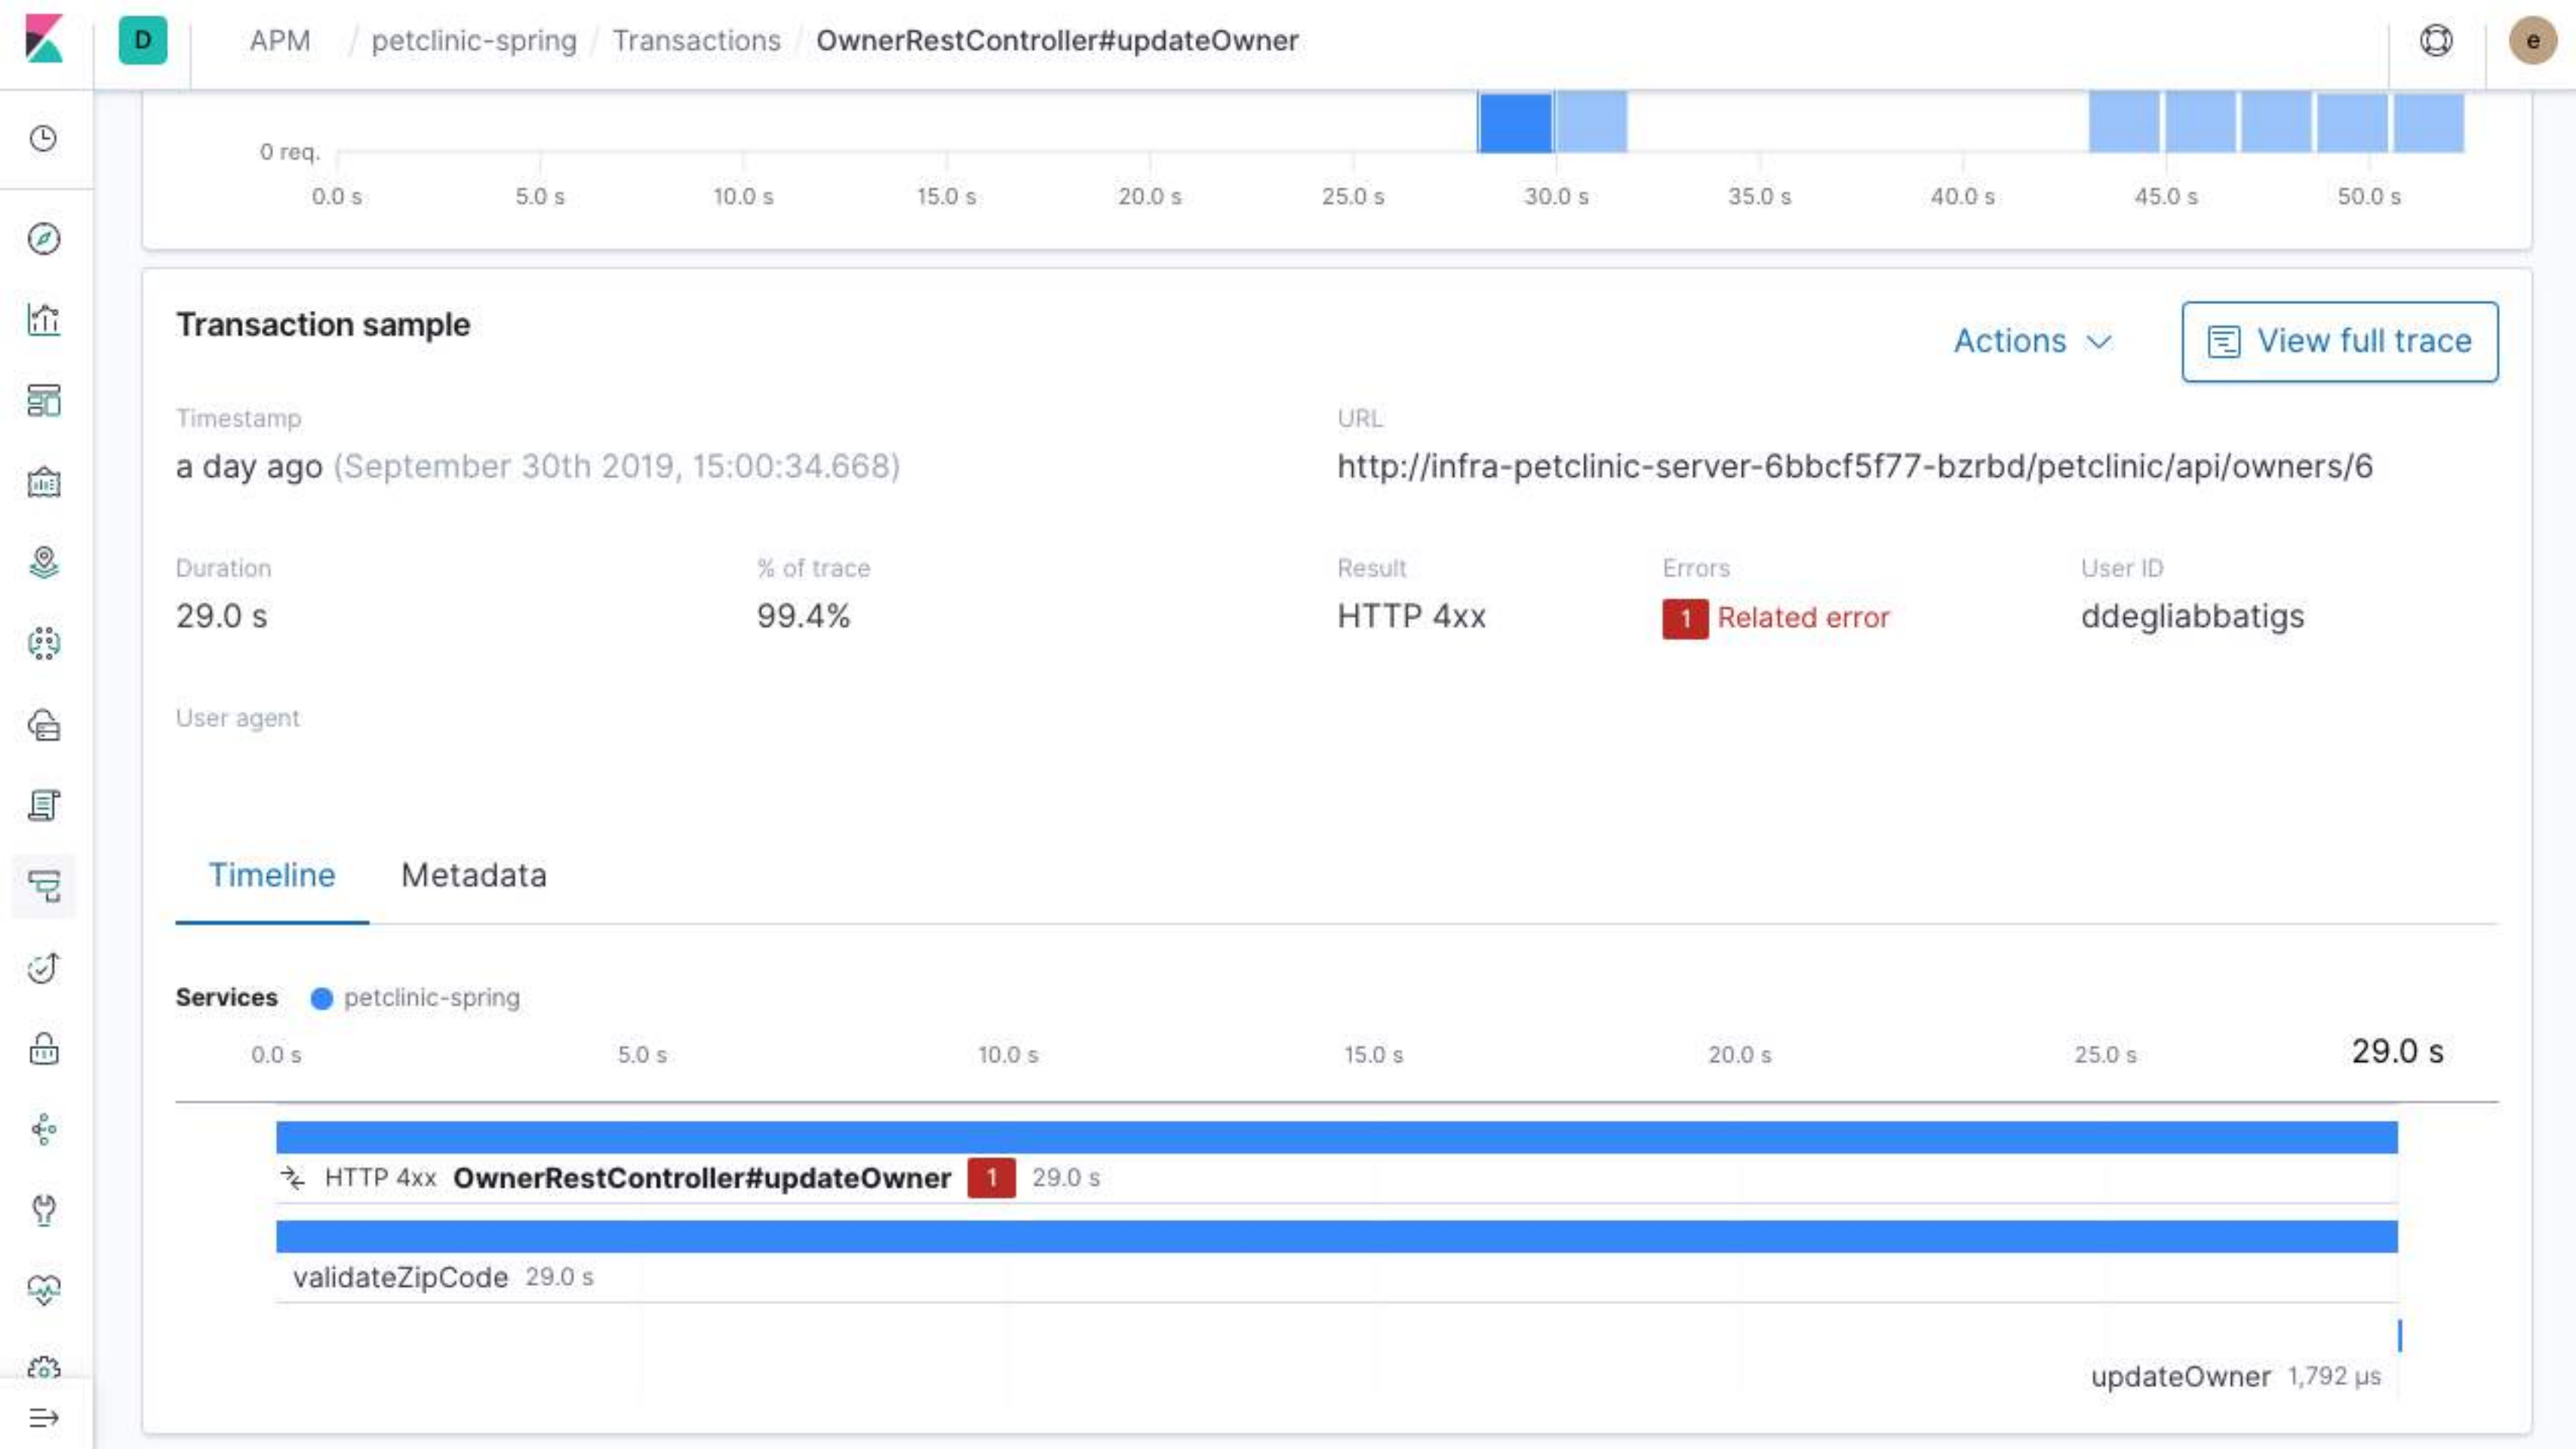 D APM / petclinic-spring / Transactions / OwnerRestController#updateOwner e
0 req.
0.0 s 5.0 s 10.0 s 15.0 s 20.0 s 25.0 s 30.0 s 35.0 s 40.0 s 45.0 s 50.0 s
Transaction sample
Actions View full trace
Timestamp URL
a day ago (September 30th 2019, 15:00:34.668) http://infra-petclinic-server-6bbcf5f77-bzrbd/petclinic/api/owners/6
Duration % of trace Result Errors User ID
29.0 s 99.4% HTTP 4xx 1 Related error ddegliabbatigs
User agent
Timeline Metadata
Services petclinic-spring
0.0 s 5.0 s 10.0 s 15.0 s 20.0 s 25.0 s 29.0 s
HTTP 4xx OwnerRestController#updateOwner 1 29.0 s
validateZipCode 29.0 s
updateOwner 1,792 μs